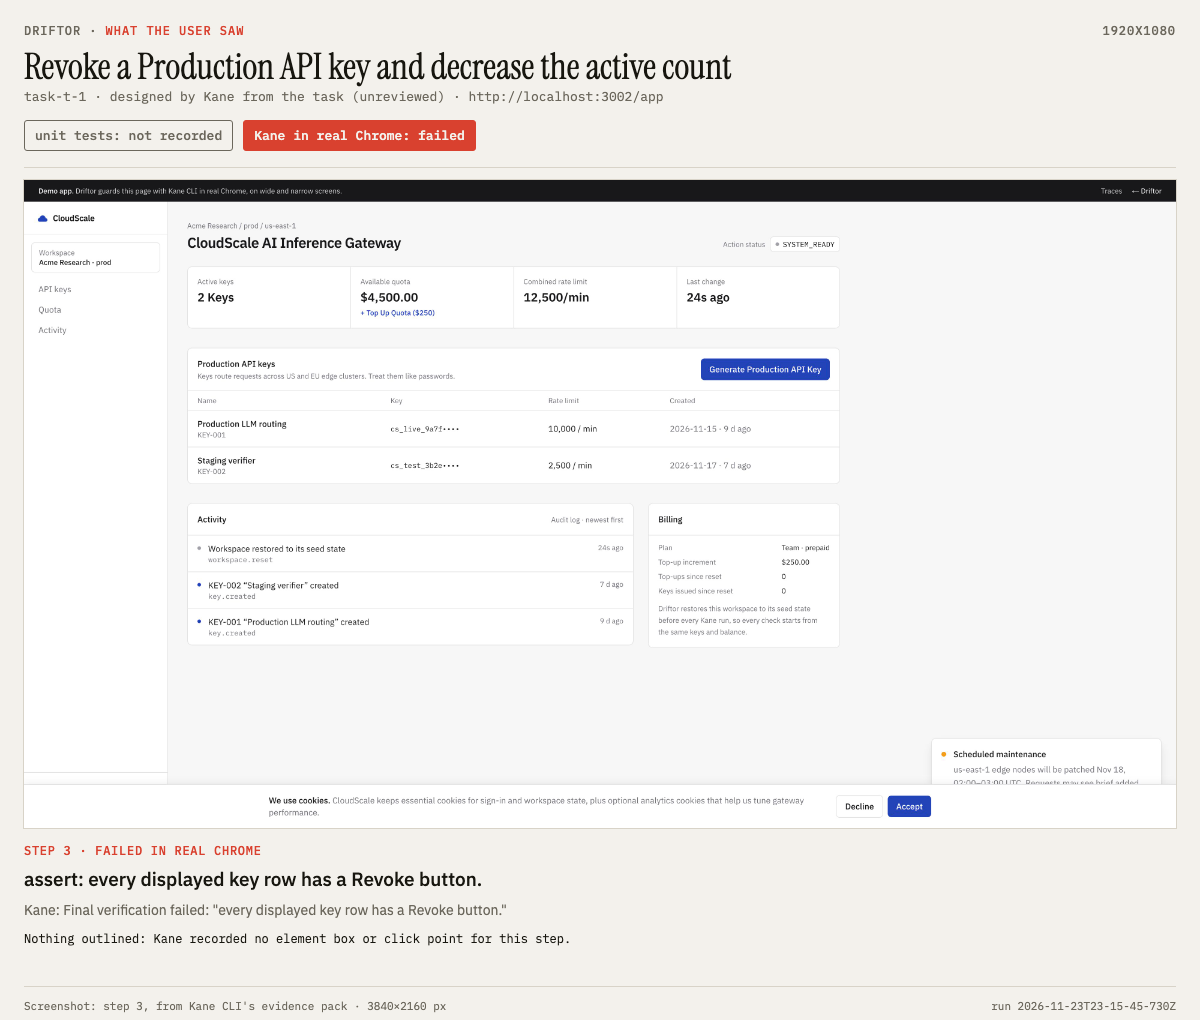 DRIFTOR · WHAT THE USER SAW
1920X1080
Revoke a Production API key and decrease the active count
task-t-1 · designed by Kane from the task (unreviewed) · http://localhost:3002/app
unit tests: not recorded
Kane in real Chrome: failed
Demo app. Driftor guards this page with Kane CLI in real Chrome, on wide and narrow screens.
Traces
← Driftor
CloudScale
Workspace
Acme Research · prod
API keys
Quota
Activity
Acme Research / prod / us-east-1
CloudScale AI Inference Gateway
Action status
SYSTEM_READY
Active keys
2 Keys
Available quota
$4,500.00
+ Top Up Quota ($250)
Combined rate limit
12,500/min
Last change
24s ago
Production API keys
Keys route requests across US and EU edge clusters. Treat them like passwords.
Generate Production API Key
Name Key Rate limit Created
Production LLM routing
KEY-001
cs_live_9a7f••••
10,000 / min
2026-11-15 · 9 d ago
Staging verifier
KEY-002
cs_test_3b2e••••
2,500 / min
2026-11-17 · 7 d ago
Activity
Audit log · newest first
Workspace restored to its seed state
workspace.reset
24s ago
KEY-002 “Staging verifier” created
key.created
7 d ago
KEY-001 “Production LLM routing” created
key.created
9 d ago
Billing
Plan Team · prepaid
Top-up increment $250.00
Top-ups since reset 0
Keys issued since reset 0
Driftor restores this workspace to its seed state
before every Kane run, so every check starts from
the same keys and balance.
Scheduled maintenance
us-east-1 edge nodes will be patched Nov 18,
02:00–03:00 UTC. Requests may see brief added
We use cookies. CloudScale keeps essential cookies for sign-in and workspace state, plus optional analytics cookies that help us tune gateway
performance.
Decline
Accept
STEP 3 · FAILED IN REAL CHROME
assert: every displayed key row has a Revoke button.
Kane: Final verification failed: "every displayed key row has a Revoke button."
Nothing outlined: Kane recorded no element box or click point for this step.
Screenshot: step 3, from Kane CLI's evidence pack · 3840×2160 px
run 2026-11-23T23-15-45-730Z